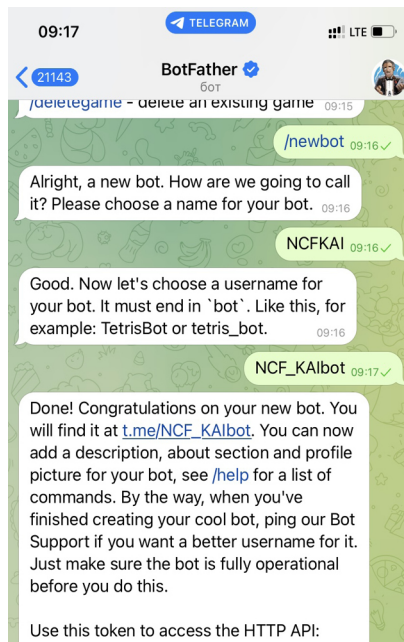 09:17
TELEGRAM
LTE
21143
BotFather
бот
/deletegame - delete an existing game 09:15
/newbot 09:16
Alright, a new bot. How are we going to call
it? Please choose a name for your bot. 09:16
NCFKAI 09:16
Good. Now let's choose a username for
your bot. It must end in `bot`. Like this, for
example: TetrisBot or tetris_bot. 09:16
NCF_KAIbot 09:17
Done! Congratulations on your new bot. You
will find it at t.me/NCF_KAIbot. You can now
add a description, about section and profile
picture for your bot, see /help for a list of
commands. By the way, when you've
finished creating your cool bot, ping our Bot
Support if you want a better username for it.
Just make sure the bot is fully operational
before you do this.
Use this token to access the HTTP API: